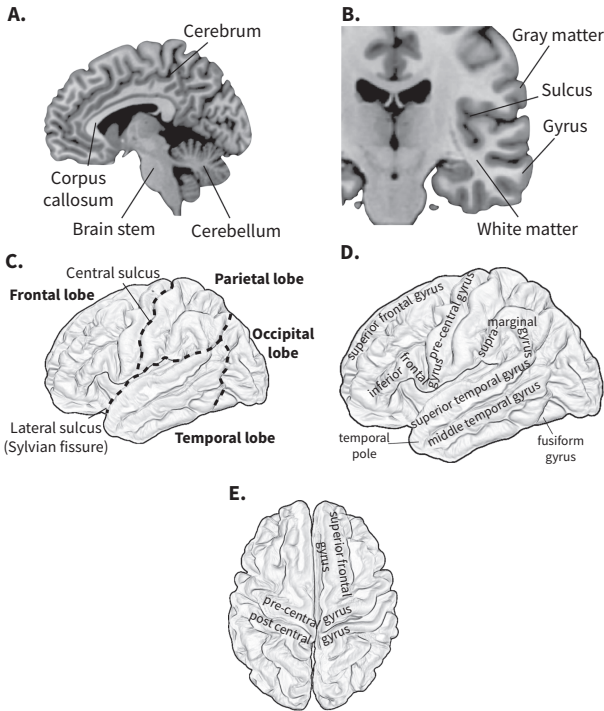 A.
Cerebrum
Corpus
callosum
Brain stem
Cerebellum
B.
Gray matter
Sulcus
Gyrus
White matter
C.
Central sulcus
Frontal lobe
Parietal lobe
Occipital
lobe
Lateral sulcus
(Sylvian fissure)
Temporal lobe
D.
superior frontal gyrus
pre-central gyrus
supra
marginal
gyrus
inferior
frontal
gyrus
superior temporal gyrus
middle temporal gyrus
temporal
pole
fusiform
gyrus
E.
superior frontal
gyrus
pre-central gyrus
post central gyrus